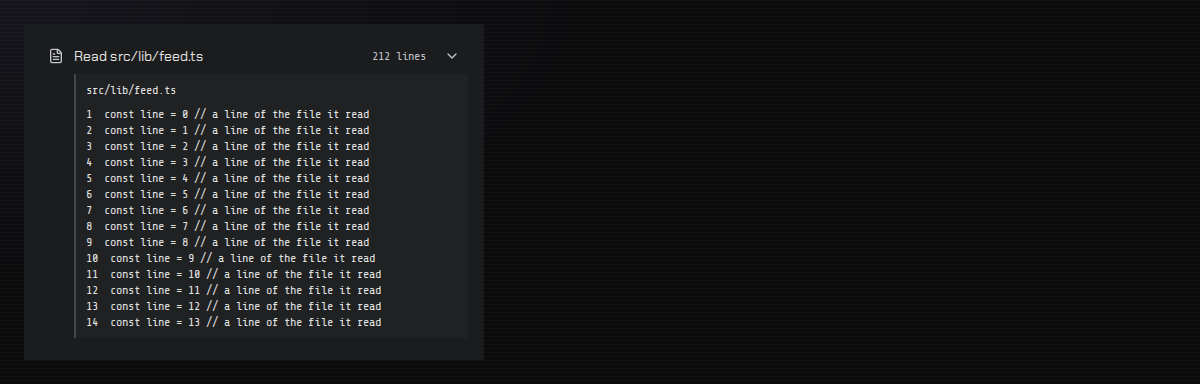 Read src/lib/feed.ts 212 lines
src/lib/feed.ts
1 const line = 0 // a line of the file it read
2 const line = 1 // a line of the file it read
3 const line = 2 // a line of the file it read
4 const line = 3 // a line of the file it read
5 const line = 4 // a line of the file it read
6 const line = 5 // a line of the file it read
7 const line = 6 // a line of the file it read
8 const line = 7 // a line of the file it read
9 const line = 8 // a line of the file it read
10 const line = 9 // a line of the file it read
11 const line = 10 // a line of the file it read
12 const line = 11 // a line of the file it read
13 const line = 12 // a line of the file it read
14 const line = 13 // a line of the file it read